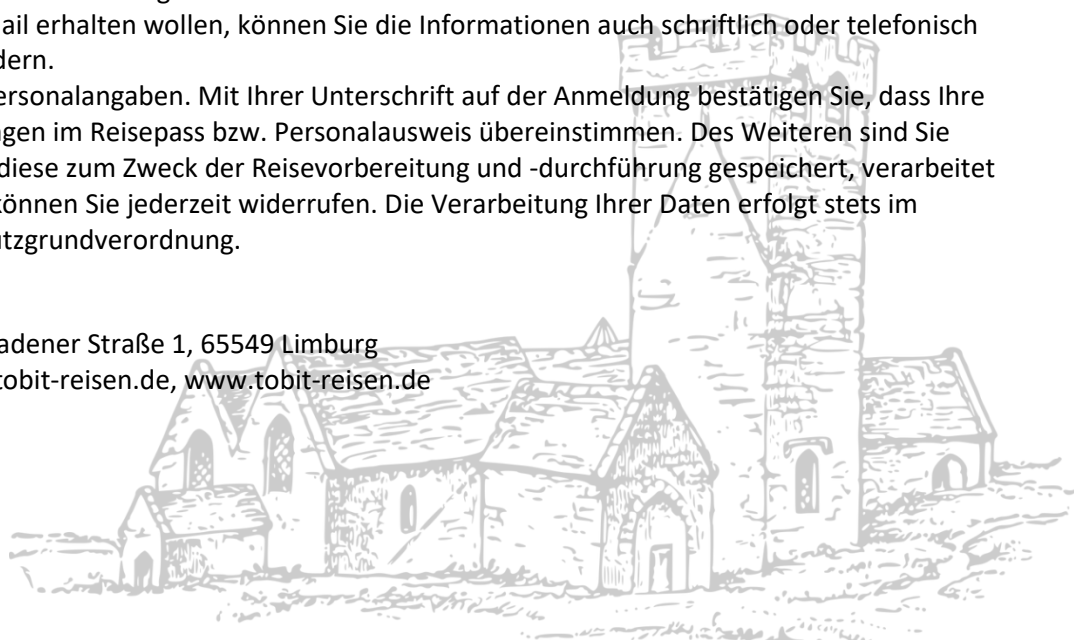 ail erhalten wollen, können Sie die Informationen auch schriftlich oder telefonisch
dern.
ersonalangaben. Mit Ihrer Unterschrift auf der Anmeldung bestätigen Sie, dass Ihre
gen im Reisepass bzw. Personalausweis übereinstimmen. Des Weiteren sind Sie
diese zum Zweck der Reisevorbereitung und -durchführung gespeichert, verarbeitet
können Sie jederzeit widerrufen. Die Verarbeitung Ihrer Daten erfolgt stets im
utzgrundverordnung.
adener Straße 1, 65549 Limburg
tobit-reisen.de, www.tobit-reisen.de